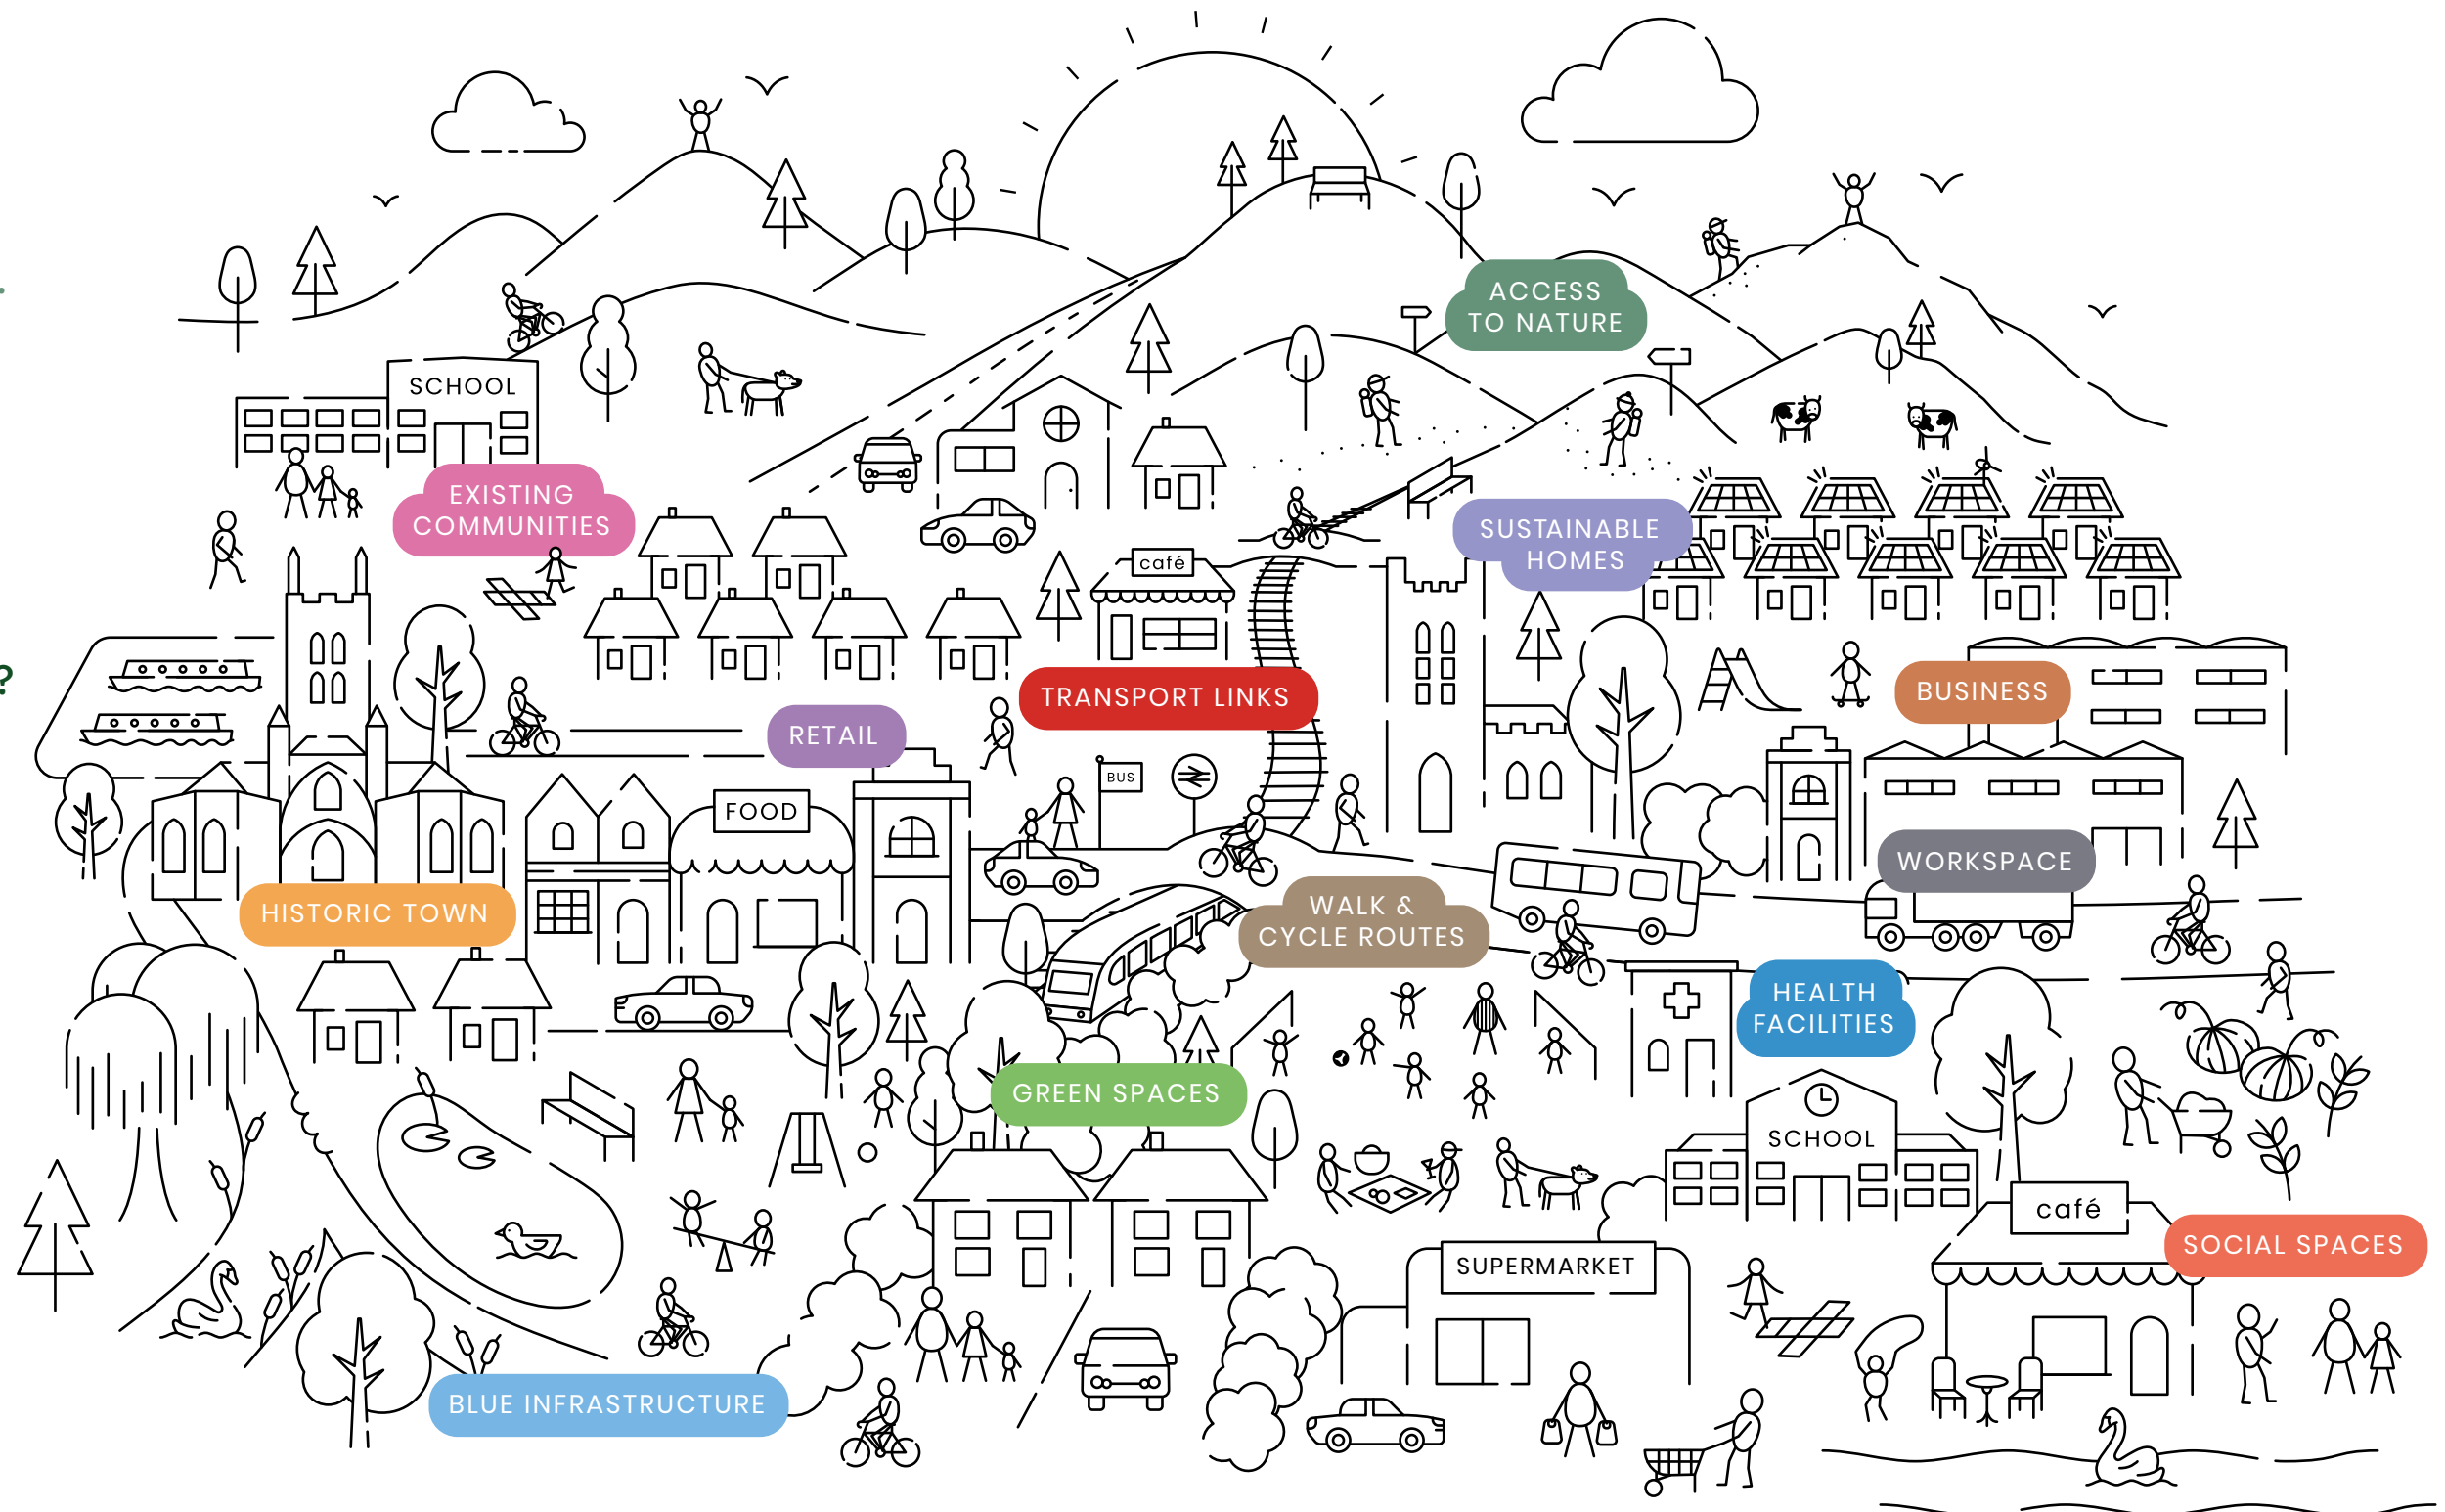 ACCESS
TO NATURE
SCHOOL
EXISTING
COMMUNITIES
SUSTAINABLE
HOMES
café
?
TRANSPORT LINKS
BUSINESS
RETAIL
BUS
FOOD
WORKSPACE
HISTORIC TOWN
WALK &
CYCLE ROUTES
HEALTH
FACILITIES
GREEN SPACES
SCHOOL
café
SOCIAL SPACES
SUPERMARKET
BLUE INFRASTRUCTURE